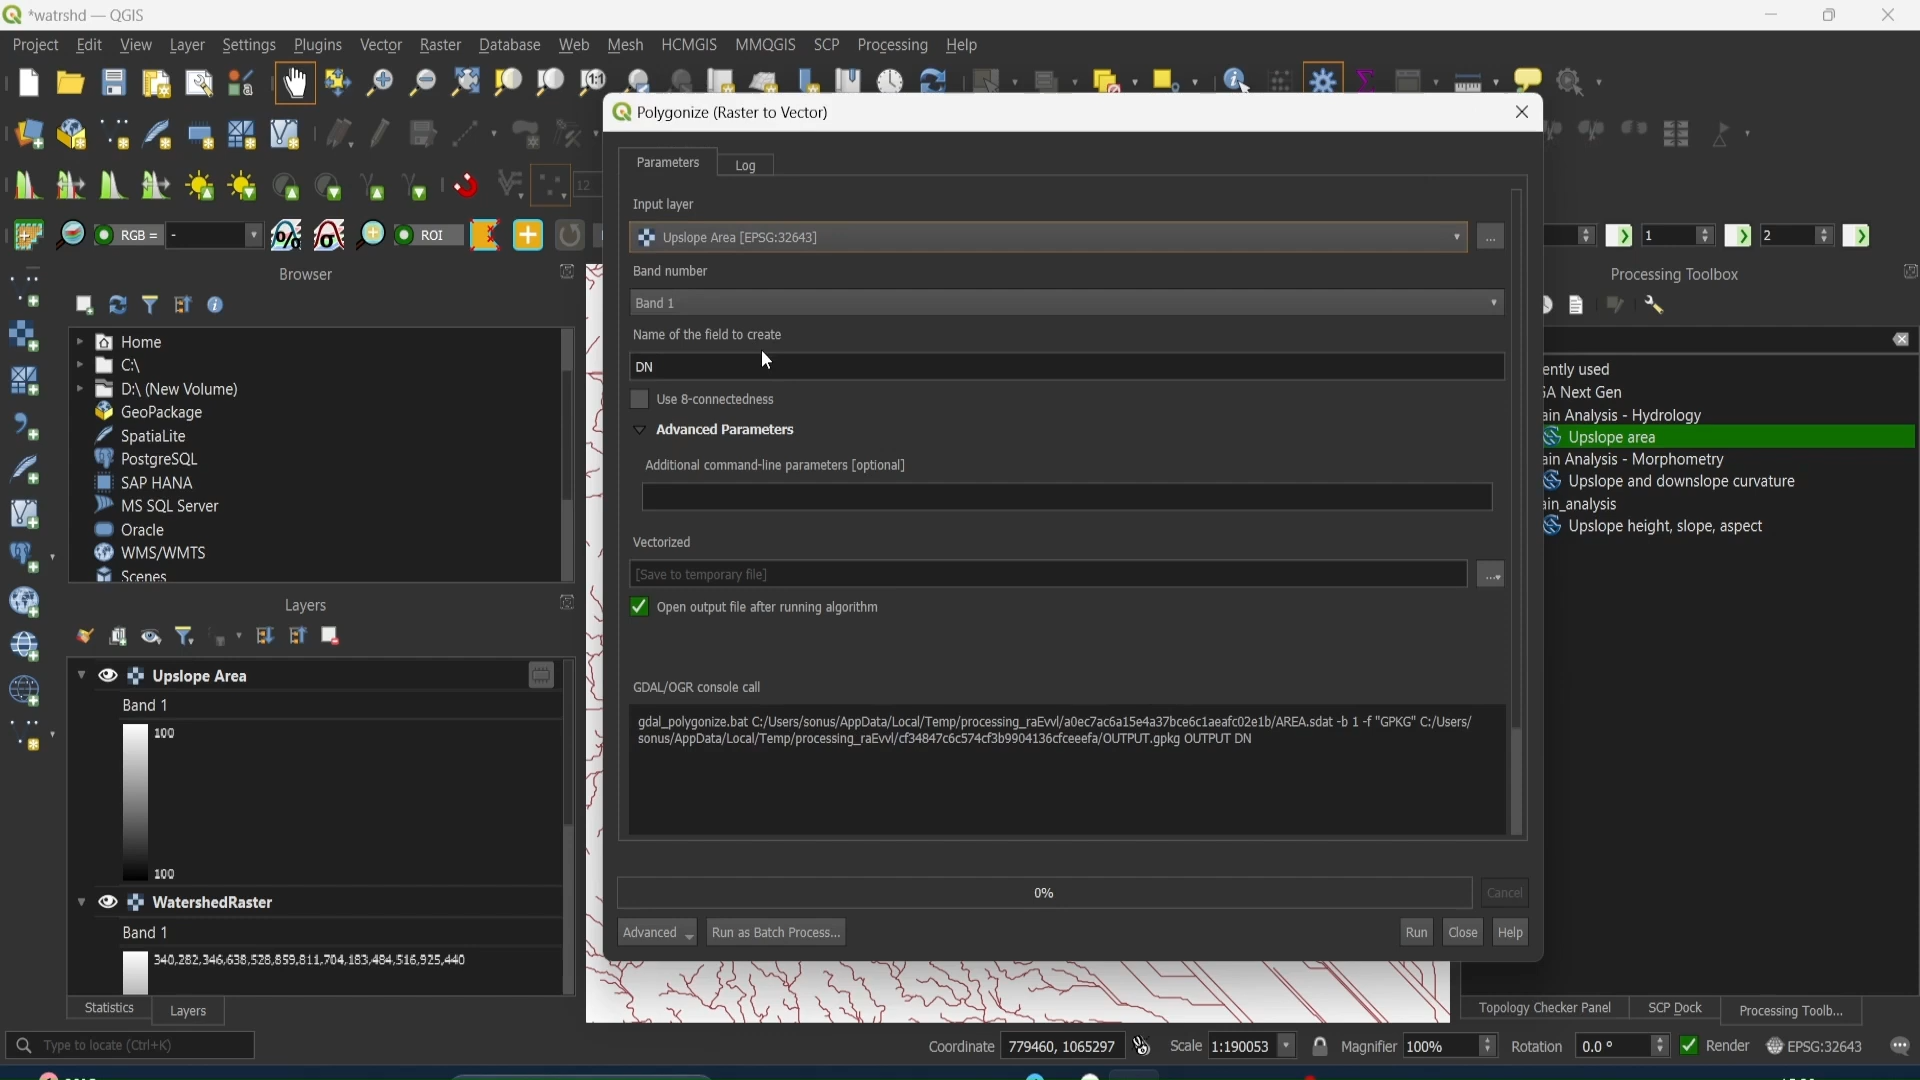 *watrshd — QGIS
Project Edit View Layer Settings Plugins Vector Raster Database Web Mesh HCMGIS MMQGIS SCP Processing Help
Polygonize (Raster to Vector)
Parameters Log
12
RGB = - ROI 1 2
Browser
Home
C:\
D:\ (New Volume)
GeoPackage
SpatiaLite
PostgreSQL
SAP HANA
MS SQL Server
Oracle
WMS/WMTS
Scenes
Layers
Upslope Area
Band 1
100
100
WatershedRaster
Band 1
340,282,346,638,528,859,811,704,183,484,516,925,440
Statistics Layers
Input layer
Upslope Area [EPSG:32643] ...
Band number
Band 1
Name of the field to create
DN
Use 8-connectedness
Advanced Parameters
Additional command-line parameters [optional]
Vectorized
[Save to temporary file] ...
Open output file after running algorithm
GDAL/OGR console call
gdal_polygonize.bat C:/Users/sonus/AppData/Local/Temp/processing_raEvvl/a0ec7ac6a15e4a37bce6c1aeafc02e1b/AREA.sdat -b 1 -f "GPKG" C:/Users/
sonus/AppData/Local/Temp/processing_raEvvl/cf34847c6c574cf3b9904136cfceeefa/OUTPUT.gpkg OUTPUT DN
0% Cancel
Advanced Run as Batch Process... Run Close Help
Processing Toolbox
ently used
Next Gen
ain Analysis - Hydrology
Upslope area
ain Analysis - Morphometry
Upslope and downslope curvature
ain_analysis
Upslope height, slope, aspect
Topology Checker Panel SCP Dock Processing Toolb...
Type to locate (Ctrl+K) Coordinate 779460, 1065297 Scale 1:190053 Magnifier 100% Rotation 0.0 ° Render EPSG:32643